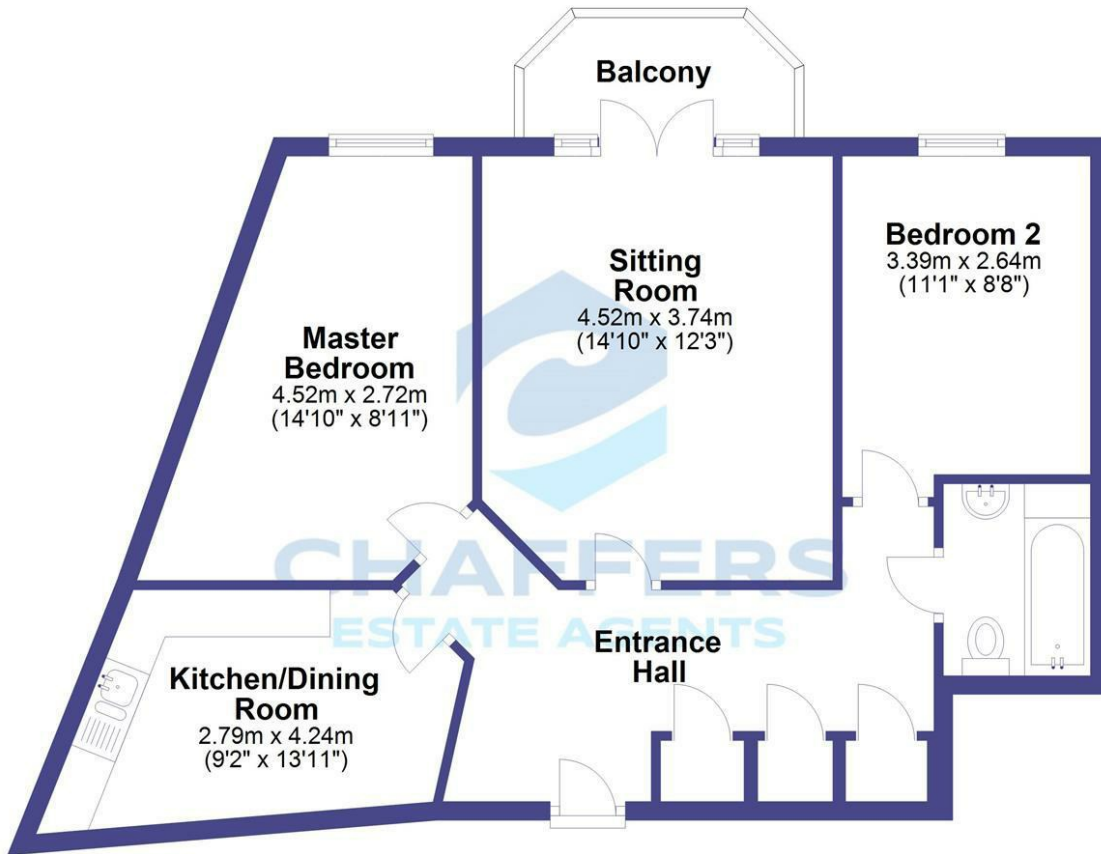 Balcony
Master
Bedroom
4.52m x 2.72m
(14'10" x 8'11")
Sitting
Room
4.52m x 3.74m
(14'10" x 12'3")
Bedroom 2
3.39m x 2.64m
(11'1" x 8'8")
CHAFFERS
ESTATE AGENTS
Kitchen/Dining
Room
2.79m x 4.24m
(9'2" x 13'11")
Entrance
Hall